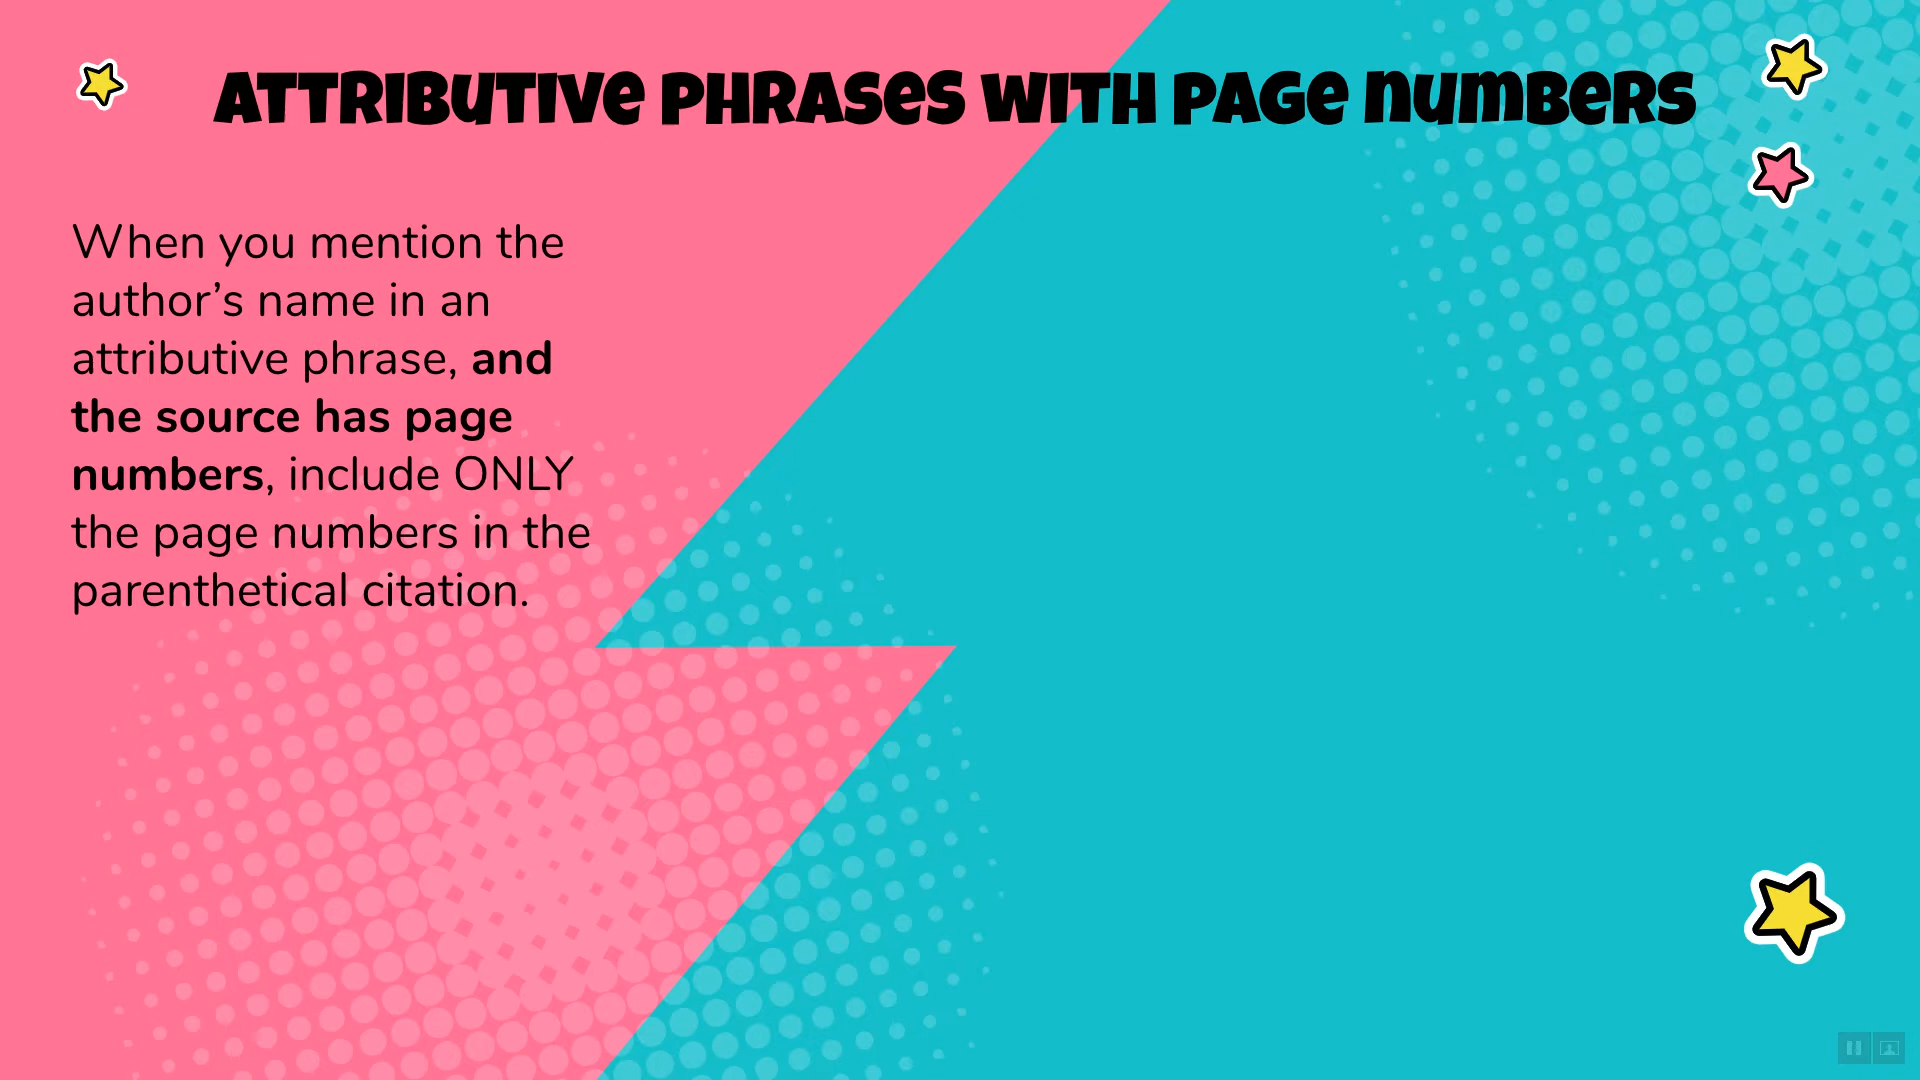 ATTRIBUTIVE PHRASES WITH PAGE NUMBERS
When you mention the
author’s name in an
attributive phrase, and
the source has page
numbers, include ONLY
the page numbers in the
parenthetical citation.